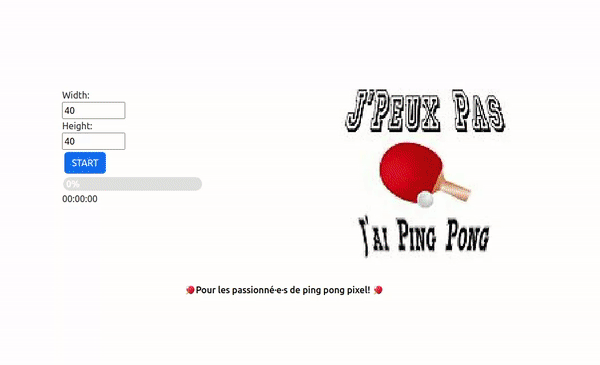 Width:
40
Height:
40
START
0%
00:00:00
J'PEUX PAS
J'AI PING PONG
Pour les passionné·e·s de ping pong pixel!